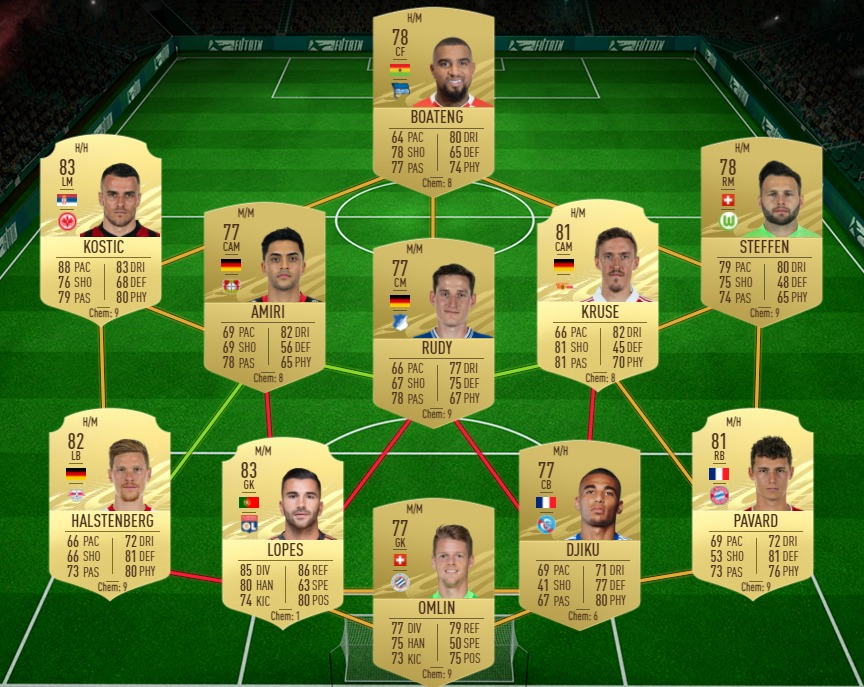 FUTBIN
FUTBIN
FUTBIN
FUTBIN
H/M
78
CF
BOATENG
64 PAC 80 DRI
78 SHO 65 DEF
77 PAS 74 PHY
Chem: 8
H/H
83
LM
KOSTIC
88 PAC 83 DRI
76 SHO 68 DEF
79 PAS 80 PHY
Chem: 9
H/M
78
RM
STEFFEN
79 PAC 80 DRI
75 SHO 48 DEF
74 PAS 65 PHY
Chem: 9
M/M
77
CAM
AMIRI
69 PAC 82 DRI
69 SHO 56 DEF
78 PAS 65 PHY
Chem: 8
H/M
81
CAM
KRUSE
66 PAC 82 DRI
81 SHO 45 DEF
81 PAS 70 PHY
Chem: 8
M/M
77
CM
RUDY
66 PAC 77 DRI
67 SHO 75 DEF
78 PAS 67 PHY
Chem: 9
H/M
82
LB
HALSTENBERG
66 PAC 72 DRI
66 SHO 81 DEF
73 PAS 80 PHY
Chem: 9
M/M
83
GK
LOPES
85 DIV 86 REF
80 HAN 63 SPE
74 KIC 80 POS
Chem: 1
M/H
77
CB
DJIKU
69 PAC 71 DRI
41 SHO 77 DEF
67 PAS 80 PHY
Chem: 6
M/H
81
RB
PAVARD
69 PAC 72 DRI
53 SHO 81 DEF
73 PAS 76 PHY
Chem: 9
M/M
77
GK
OMLIN
77 DIV 79 REF
75 HAN 50 SPE
73 KIC 75 POS
Chem: 9